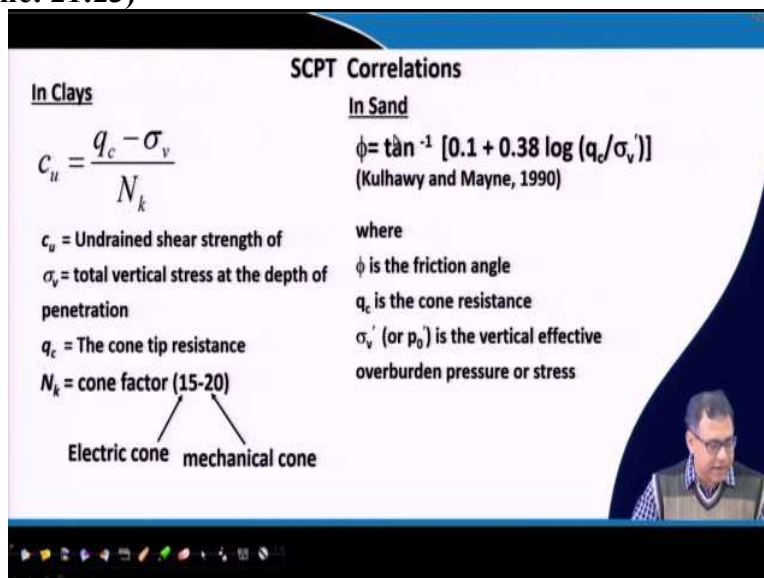 SCPT Correlations
In Clays
c_u = \frac{q_c - σ_v}{N_k}
c_u = Undrained shear strength of
σ_v = total vertical stress at the depth of
penetration
q_c = The cone tip resistance
N_k = cone factor (15-20)
Electric cone mechanical cone
In Sand
ϕ= tan ⁻¹ [0.1 + 0.38 log (q_c/σ_v′)]
(Kulhawy and Mayne, 1990)
where
ϕ is the friction angle
q_c is the cone resistance
σ_v′ (or p_0′) is the vertical effective
overburden pressure or stress